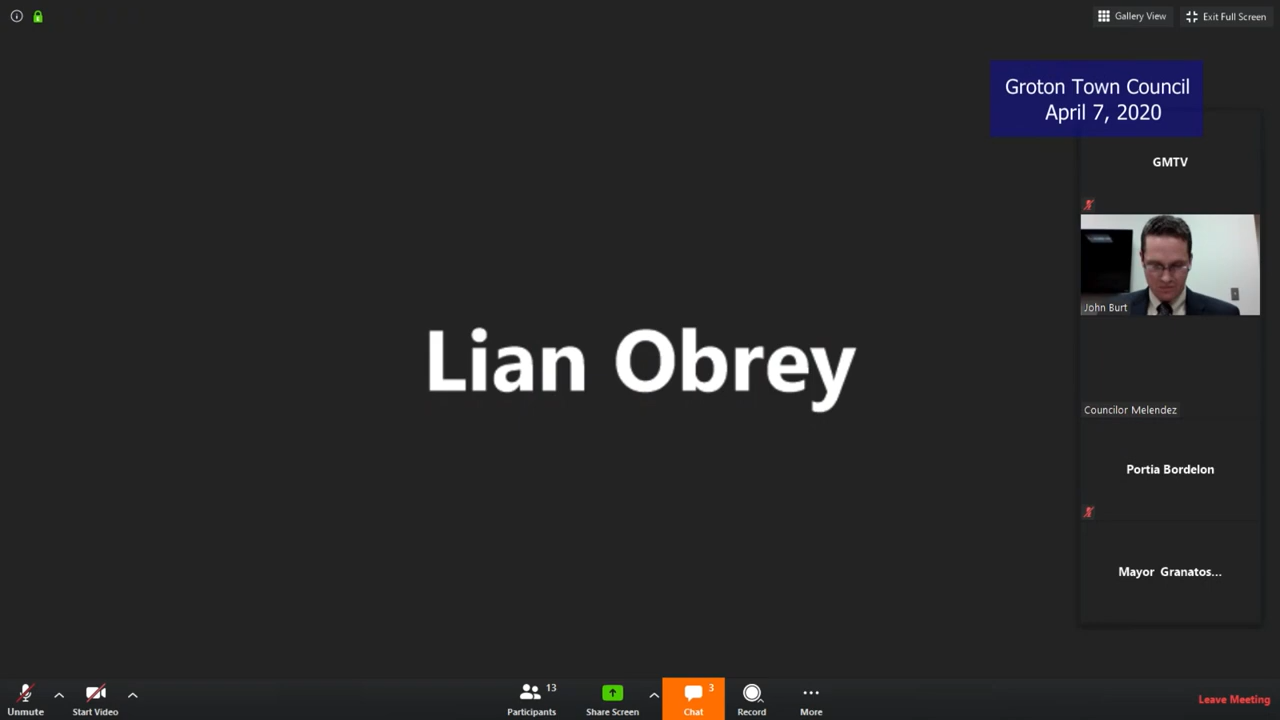 Gallery View
Exit Full Screen
Groton Town Council
April 7, 2020
GMTV
John Burt
Lian Obrey
Councilor Melendez
Portia Bordelon
Mayor Granatos...
Unmute
Start Video
13
Participants
Share Screen
3
Chat
Record
More
Leave Meeting